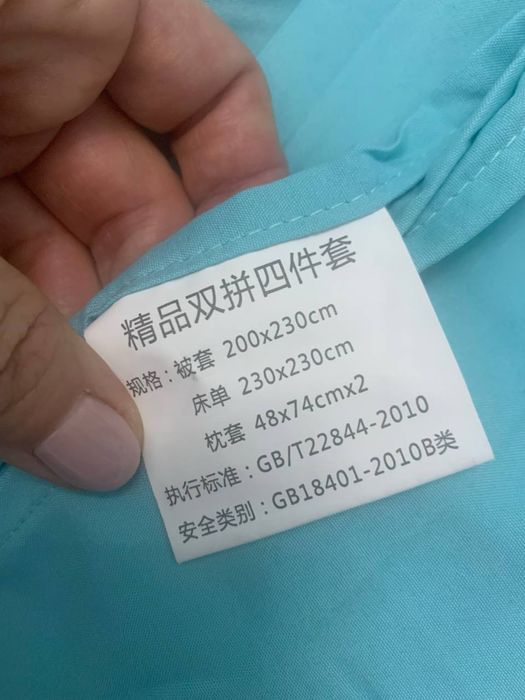 精品双拼四件套
规格：被套 200x230cm
床单 230x230cm
枕套 48x74cmx2
执行标准：GB/T22844-2010
安全类别：GB18401-2010B类